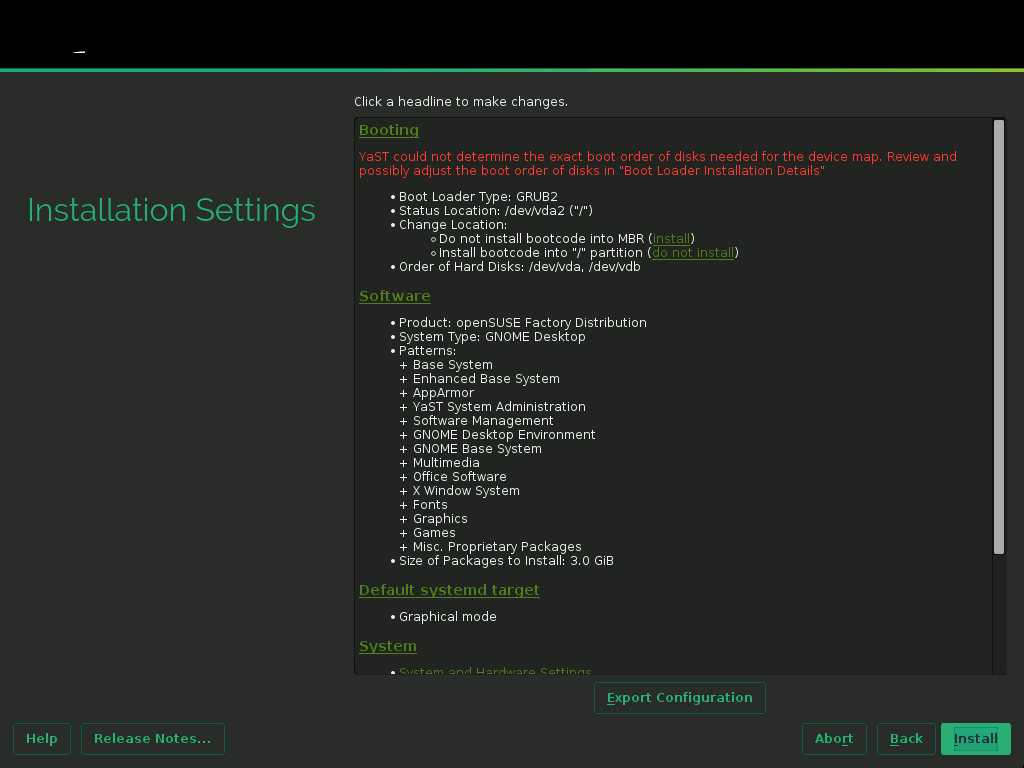 Click a headline to make changes.
Installation Settings
Booting
YaST could not determine the exact boot order of disks needed for the device map. Review and
possibly adjust the boot order of disks in "Boot Loader Installation Details"
• Boot Loader Type: GRUB2
• Status Location: /dev/vda2 ("/")
• Change Location:
◦ Do not install bootcode into MBR (install)
◦ Install bootcode into "/" partition (do not install)
• Order of Hard Disks: /dev/vda, /dev/vdb
Software
• Product: openSUSE Factory Distribution
• System Type: GNOME Desktop
• Patterns:
+ Base System
+ Enhanced Base System
+ AppArmor
+ YaST System Administration
+ Software Management
+ GNOME Desktop Environment
+ GNOME Base System
+ Multimedia
+ Office Software
+ X Window System
+ Fonts
+ Graphics
+ Games
+ Misc. Proprietary Packages
• Size of Packages to Install: 3.0 GiB
Default systemd target
• Graphical mode
System
• System and Hardware Settings
Export Configuration
Help
Release Notes...
Abort
Back
Install